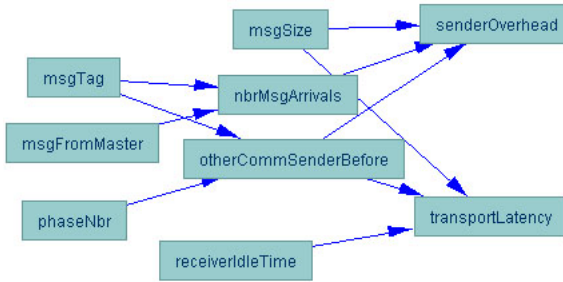 msgSize
senderOverhead
msgTag
nbrMsgArrivals
msgFromMaster
otherCommSenderBefore
phaseNbr
transportLatency
receiverIdleTime